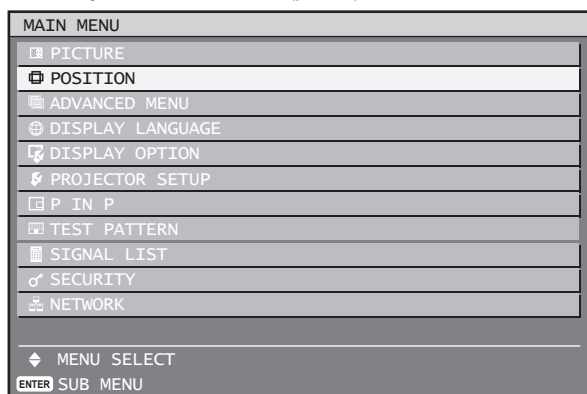 MAIN MENU
PICTURE
POSITION
ADVANCED MENU
DISPLAY LANGUAGE
DISPLAY OPTION
PROJECTOR SETUP
P IN P
TEST PATTERN
SIGNAL LIST
SECURITY
NETWORK
MENU SELECT
ENTER SUB MENU